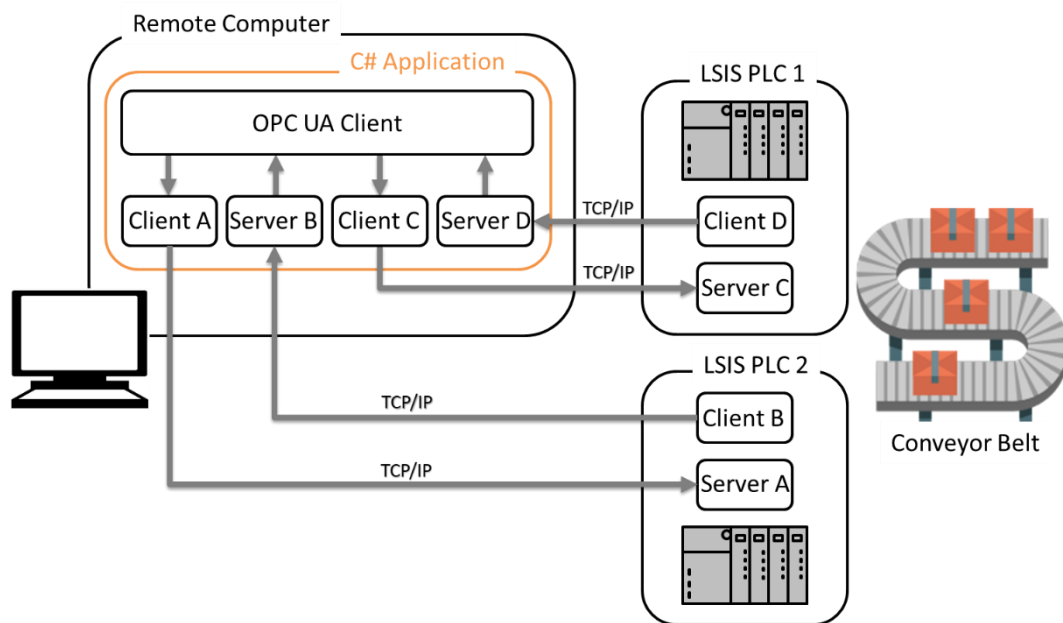 Remote Computer
C# Application
OPC UA Client
Client A
Server B
Client C
Server D
TCP/IP
TCP/IP
LSIS PLC 1
Client D
Server C
LSIS PLC 2
TCP/IP
Client B
TCP/IP
Server A
Conveyor Belt